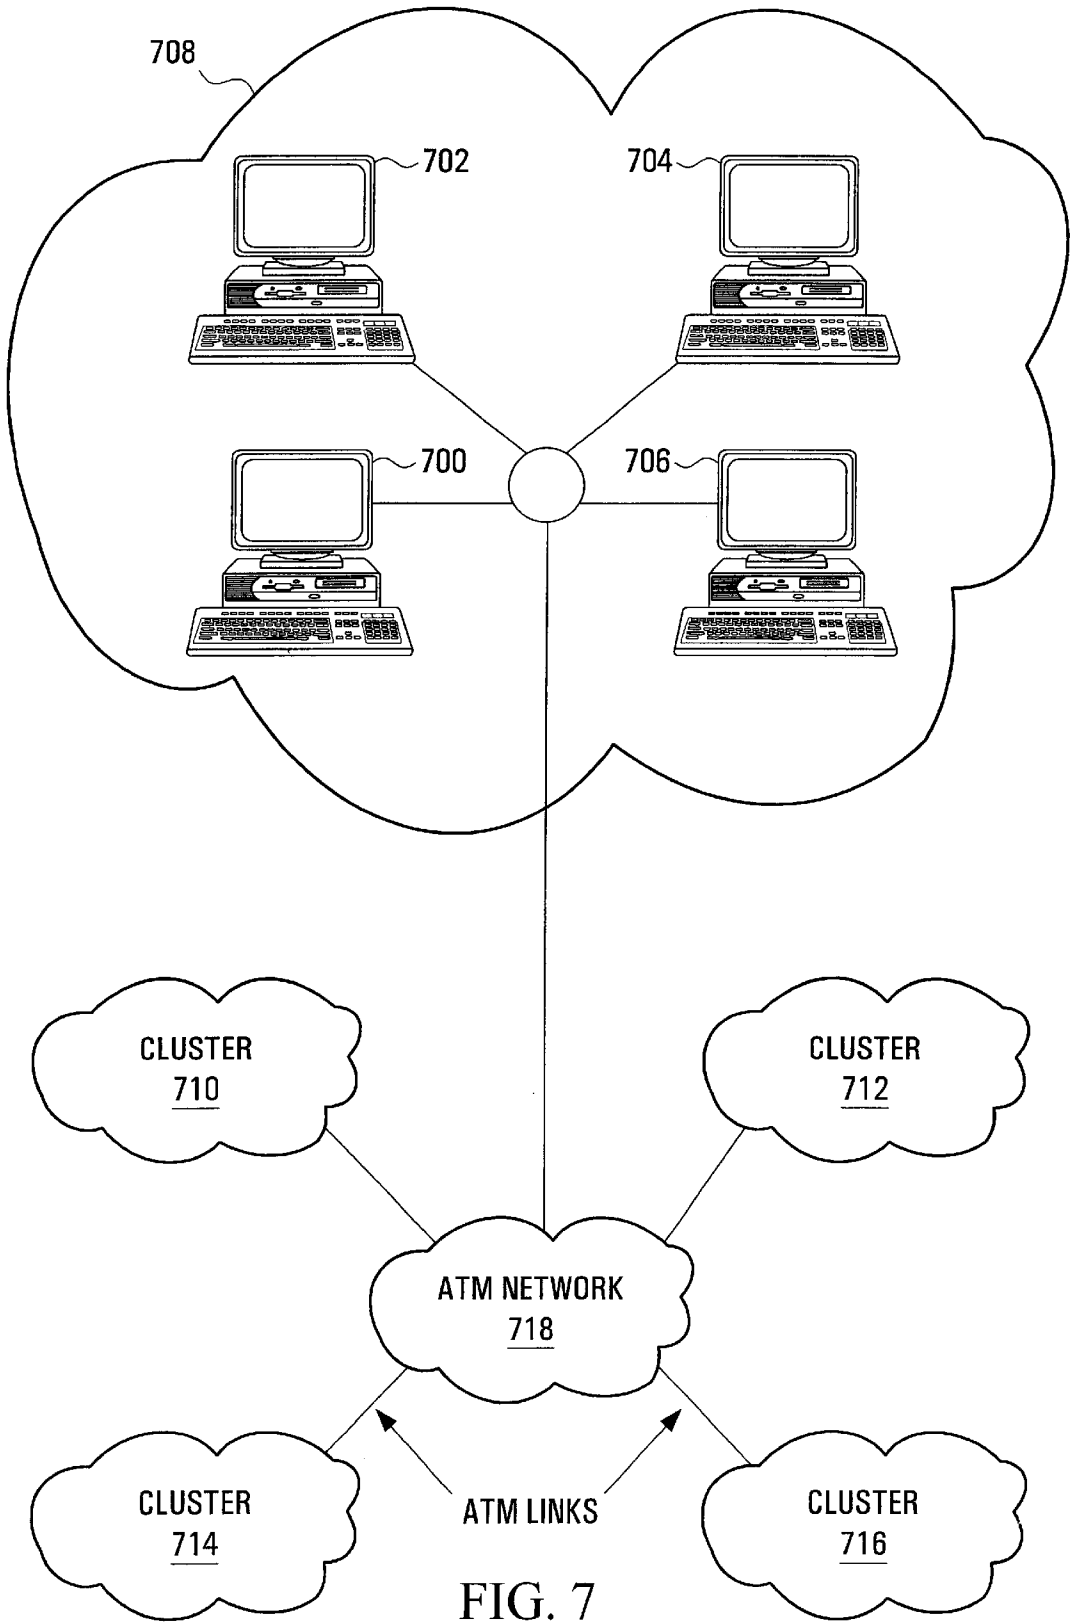 708
702
704
700
706
CLUSTER
710
CLUSTER
712
ATM NETWORK
718
CLUSTER
714
ATM LINKS
CLUSTER
716
FIG. 7